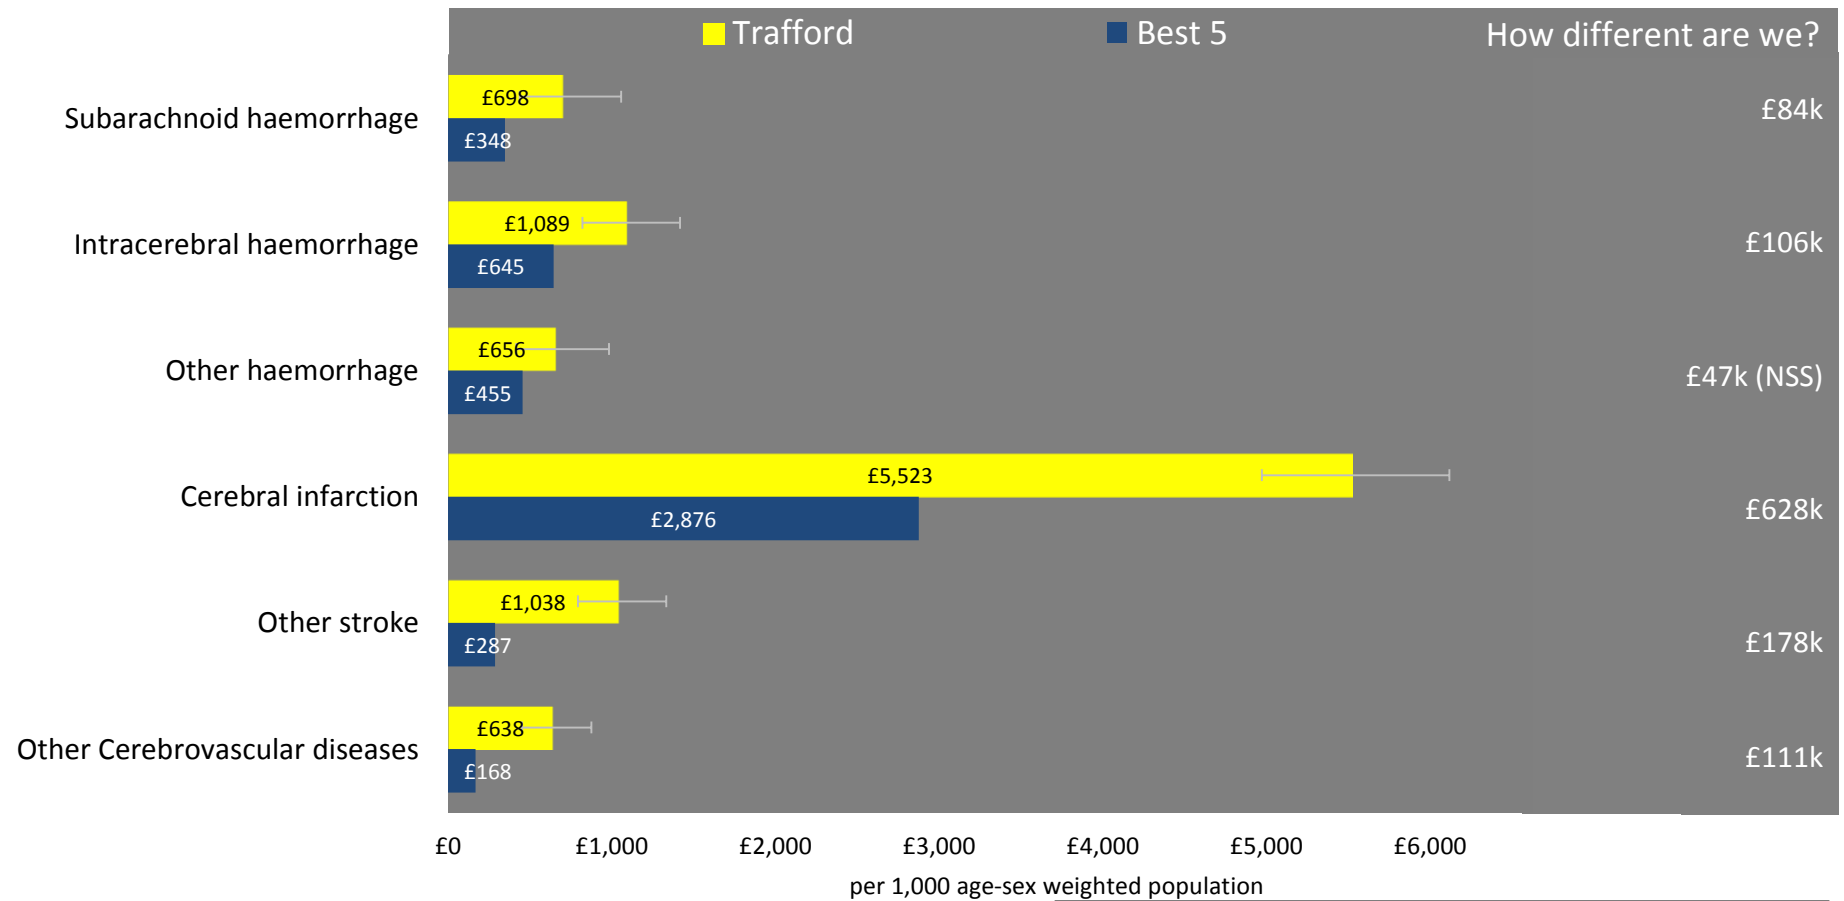 Trafford Best 5 How different are we?
Subarachnoid haemorrhage £698 £348 £84k
Intracerebral haemorrhage £1,089 £645 £106k
Other haemorrhage £656 £455 £47k (NSS)
Cerebral infarction £5,523 £2,876 £628k
Other stroke £1,038 £287 £178k
Other Cerebrovascular diseases £638 £168 £111k
£0 £1,000 £2,000 £3,000 £4,000 £5,000 £6,000
per 1,000 age-sex weighted population